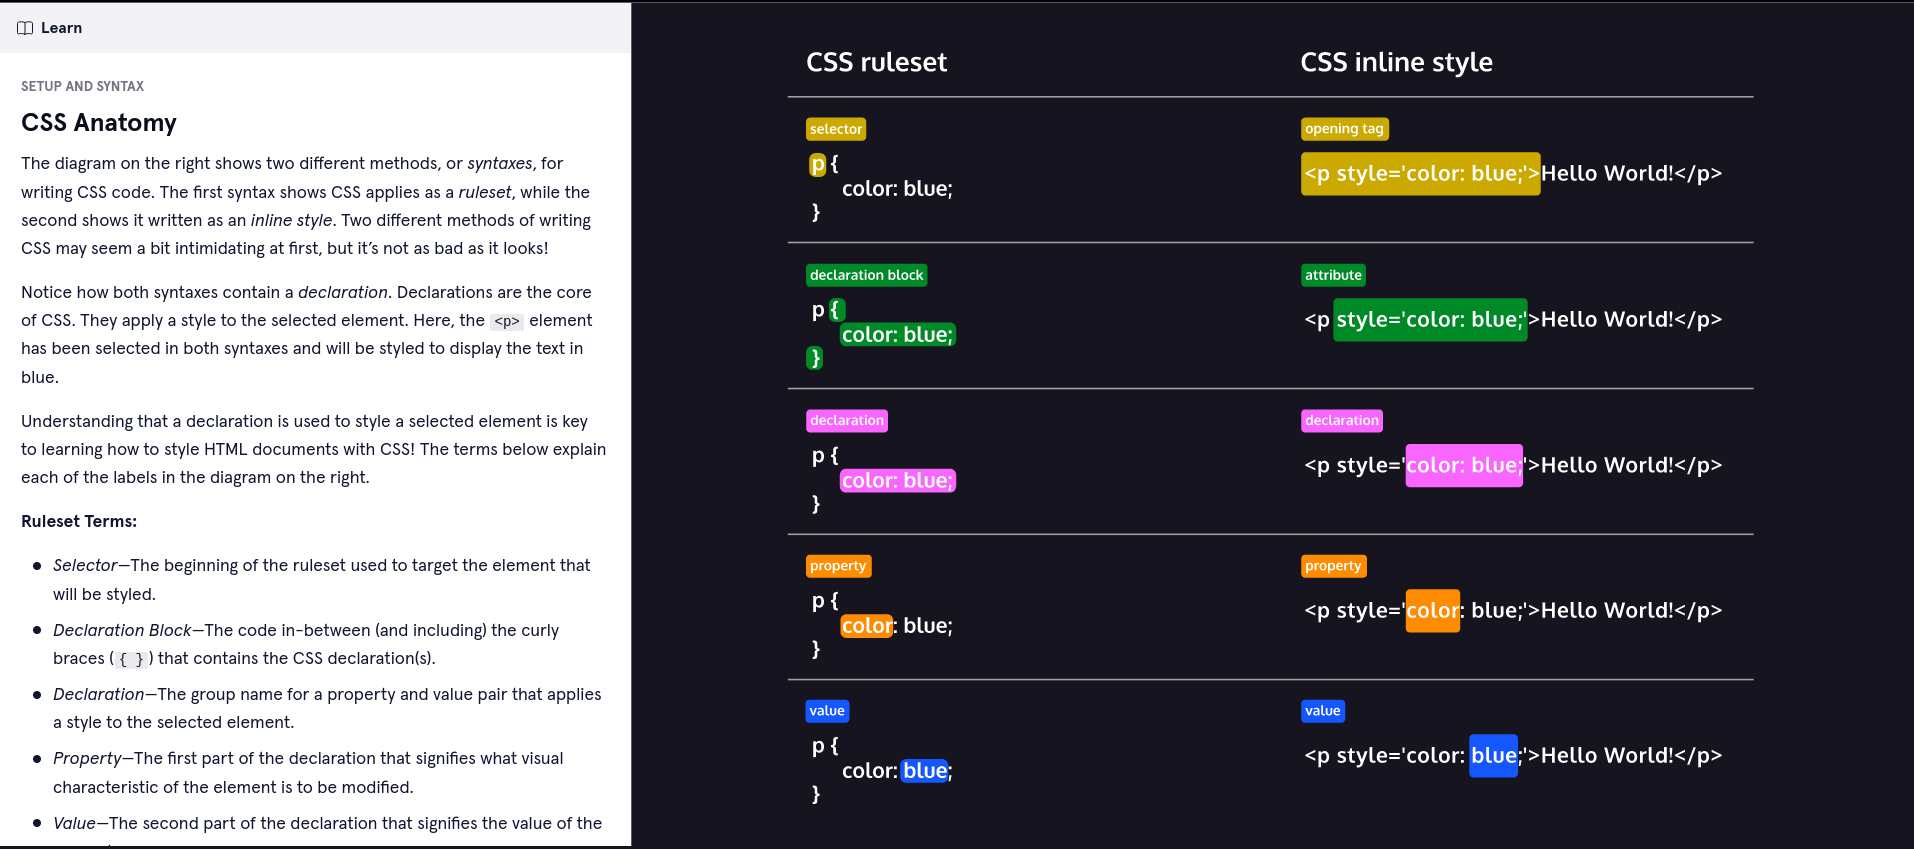 Learn
SETUP AND SYNTAX
CSS Anatomy
The diagram on the right shows two different methods, or syntaxes, for
writing CSS code. The first syntax shows CSS applies as a ruleset, while the
second shows it written as an inline style. Two different methods of writing
CSS may seem a bit intimidating at first, but it’s not as bad as it looks!
Notice how both syntaxes contain a declaration. Declarations are the core
of CSS. They apply a style to the selected element. Here, the <p> element
has been selected in both syntaxes and will be styled to display the text in
blue.
Understanding that a declaration is used to style a selected element is key
to learning how to style HTML documents with CSS! The terms below explain
each of the labels in the diagram on the right.
Ruleset Terms:
Selector—The beginning of the ruleset used to target the element that
will be styled.
Declaration Block—The code in-between (and including) the curly
braces ({ }) that contains the CSS declaration(s).
Declaration—The group name for a property and value pair that applies
a style to the selected element.
Property—The first part of the declaration that signifies what visual
characteristic of the element is to be modified.
Value—The second part of the declaration that signifies the value of the
CSS ruleset
selector
p {
color: blue;
}
declaration block
p {
color: blue;
}
declaration
p {
color: blue;
}
property
p {
color: blue;
}
value
p {
color: blue;
}
CSS inline style
opening tag
<p style='color: blue;'>Hello World!</p>
attribute
<p style='color: blue;'>Hello World!</p>
declaration
<p style='color: blue;'>Hello World!</p>
property
<p style='color: blue;'>Hello World!</p>
value
<p style='color: blue;'>Hello World!</p>